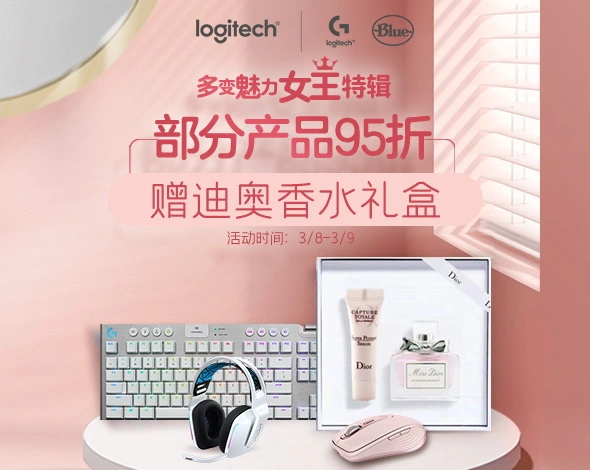 logitech
logitech
Blue
多变魅力女王特辑
部分产品95折
赠迪奥香水礼盒
活动时间：3/8-3/9
Dior
CAPTURE
TOTALE
Dior
Miss Dior